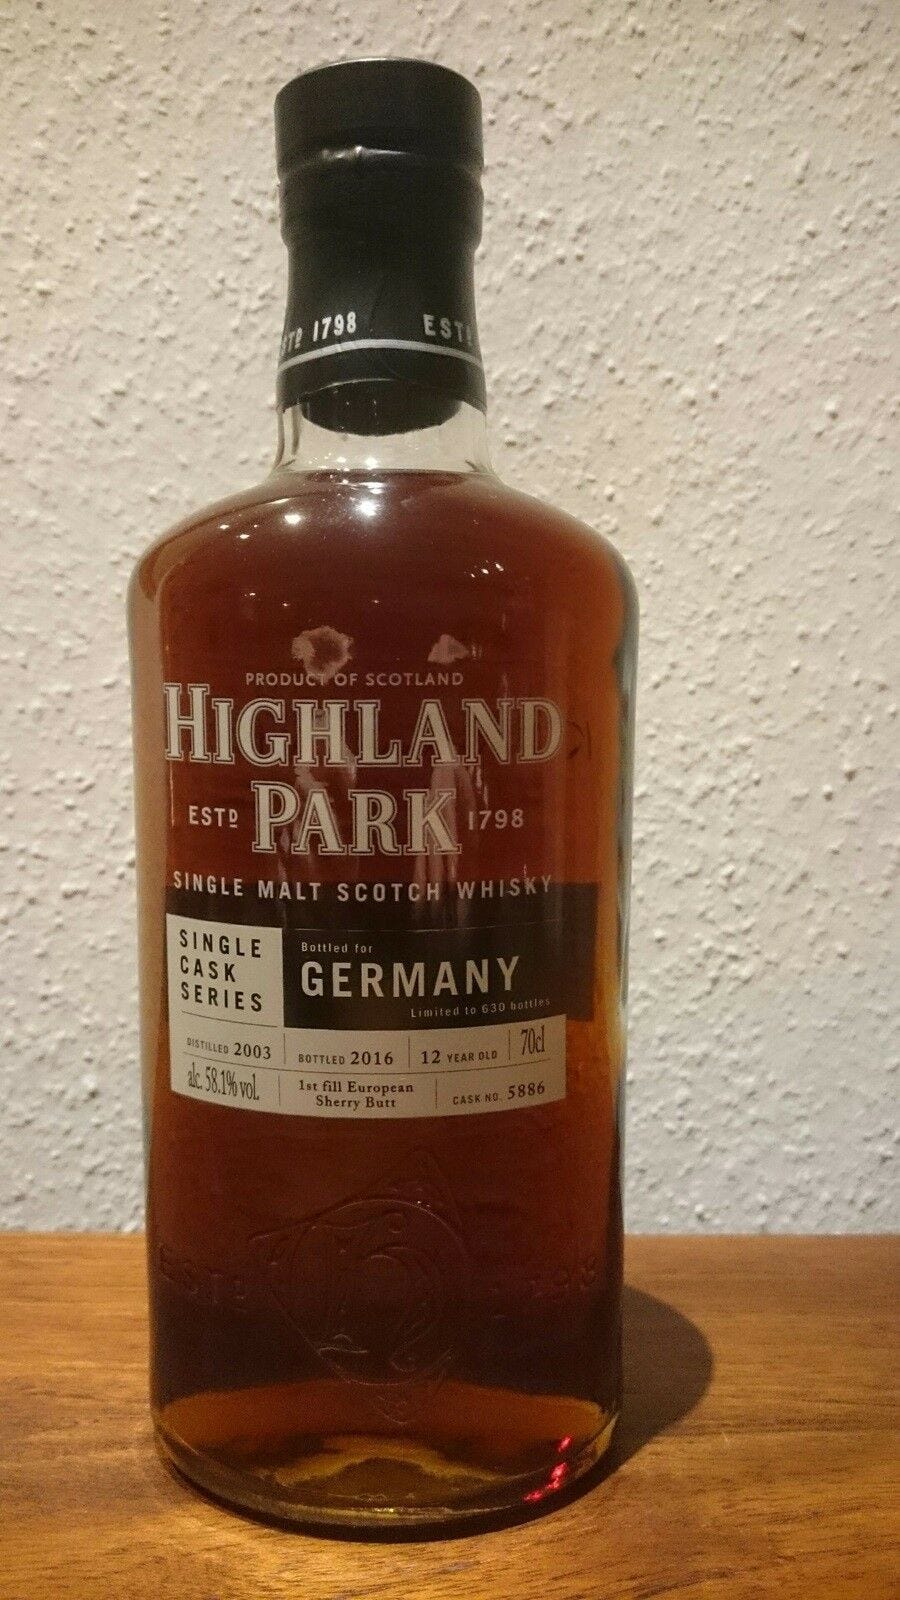 1798 EST
PRODUCT OF SCOTLAND
HIGHLAND
ESTD PARK 1798
SINGLE MALT SCOTCH WHISKY
SINGLE
CASK
SERIES
Bottled for
GERMANY
Limited to 630 bottles
DISTILLED 2003 BOTTLED 2016 12 YEAR OLD 70cl
alc. 58.1% vol. 1st fill European
Sherry Butt
CASK NO. 5886
ESTD 1798